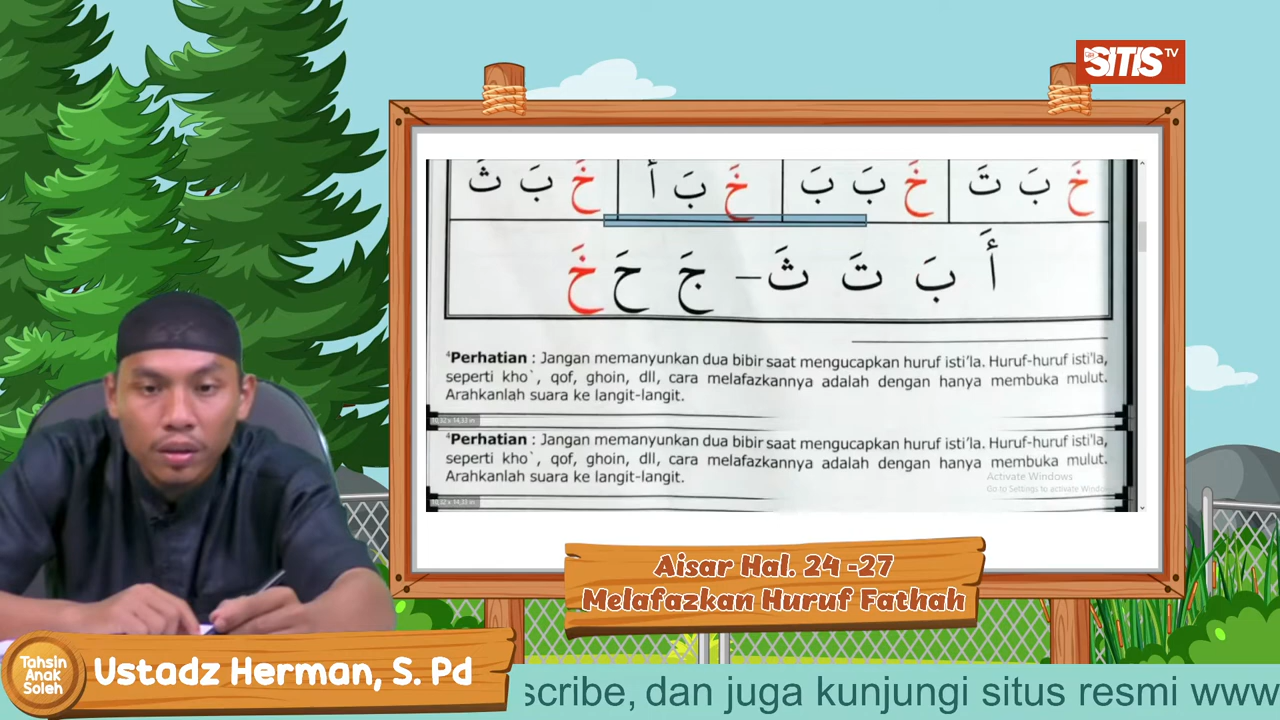 SITIS TV
خَ بَ تَ خَ بَ بَ خَ بَ أَ خَ بَ ثَ
أَ بَ تَ ثَ – جَ حَ خَ
⁴Perhatian : Jangan memanyunkan dua bibir saat mengucapkan huruf isti'la. Huruf-huruf isti'la,
seperti kho`, qof, ghoin, dll, cara melafazkannya adalah dengan hanya membuka mulut.
Arahkanlah suara ke langit-langit.
⁴Perhatian : Jangan memanyunkan dua bibir saat mengucapkan huruf isti'la. Huruf-huruf isti'la,
seperti kho`, qof, ghoin, dll, cara melafazkannya adalah dengan hanya membuka mulut.
Arahkanlah suara ke langit-langit.
Activate Windows
Go to Settings to activate Windo
Aisar Hal. 24 -27
Melafazkan Huruf Fathah
Tahsin
Anak
Soleh
Ustadz Herman, S. Pd
scribe, dan juga kunjungi situs resmi www